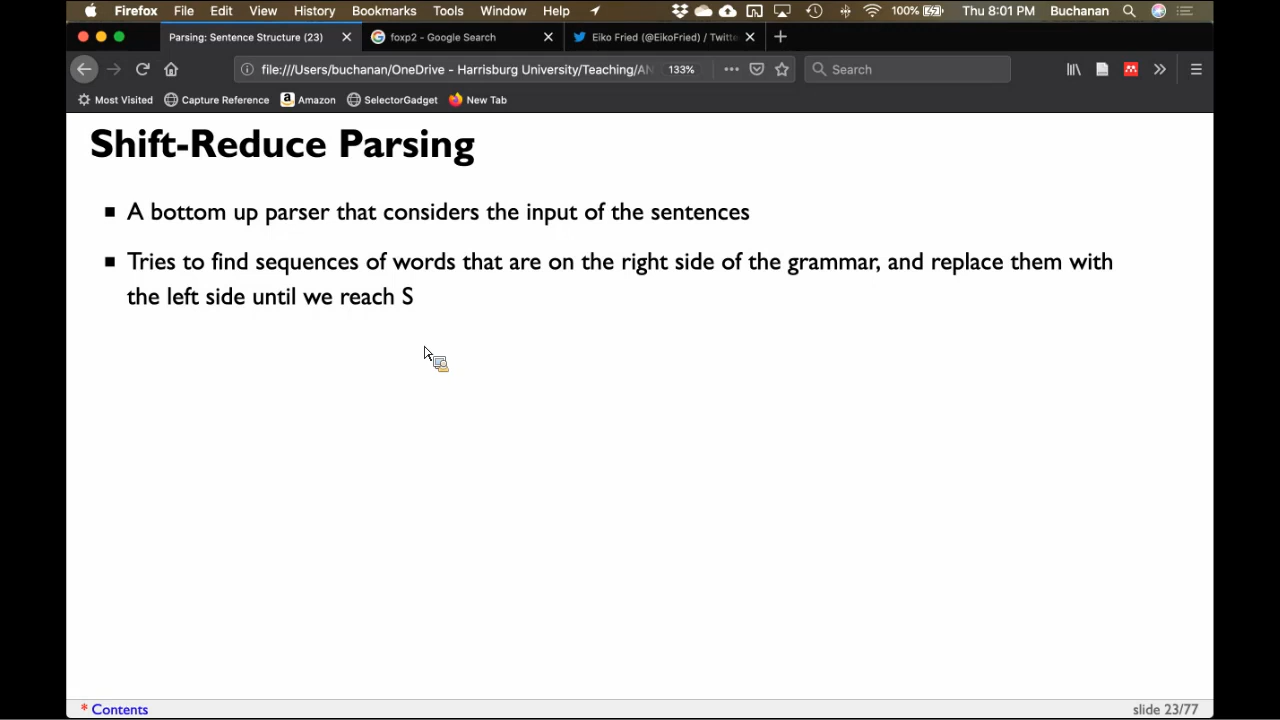 Firefox File Edit View History Bookmarks Tools Window Help 100% Thu 8:01 PM Buchanan
Parsing: Sentence Structure (23) foxp2 - Google Search Eiko Fried (@EikoFried) / Twitte
file:///Users/buchanan/OneDrive - Harrisburg University/Teaching/AN 133% Search
Most Visited Capture Reference Amazon SelectorGadget New Tab
Shift-Reduce Parsing
A bottom up parser that considers the input of the sentences
Tries to find sequences of words that are on the right side of the grammar, and replace them with
the left side until we reach S
* Contents slide 23/77